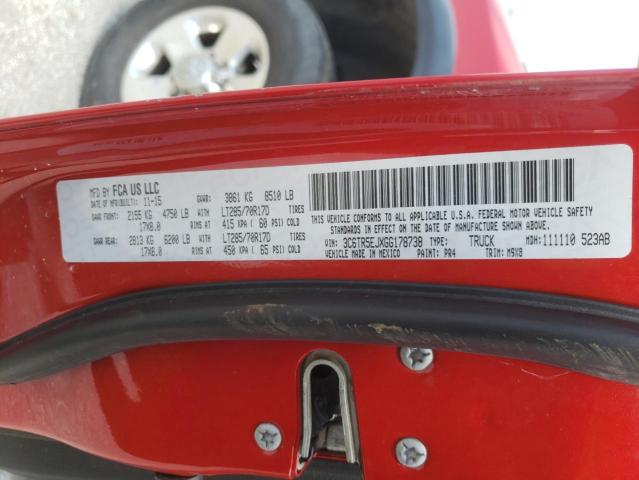 MFD BY FCA US LLC
DATE OF MFR(BUILT): 11-15 GVWR: 3861 KG 8510 LB
GAWR FRONT: 2155 KG 4750 LB WITH LT285/70R17D TIRES
17X8.0 RIMS AT 415 KPA ( 60 PSI) COLD
GAWR REAR: 2813 KG 6200 LB WITH LT285/70R17D TIRES
17X8.0 RIMS AT 450 KPA ( 65 PSI) COLD
THIS VEHICLE CONFORMS TO ALL APPLICABLE U.S.A. FEDERAL MOTOR VEHICLE SAFETY
STANDARDS IN EFFECT ON THE DATE OF MANUFACTURE SHOWN ABOVE.
VIN: 3C6TR5EJXGG178738 TYPE: TRUCK MDH: 111110 523AB
VEHICLE MADE IN MEXICO PAINT: PR4 TRIM: M9X8